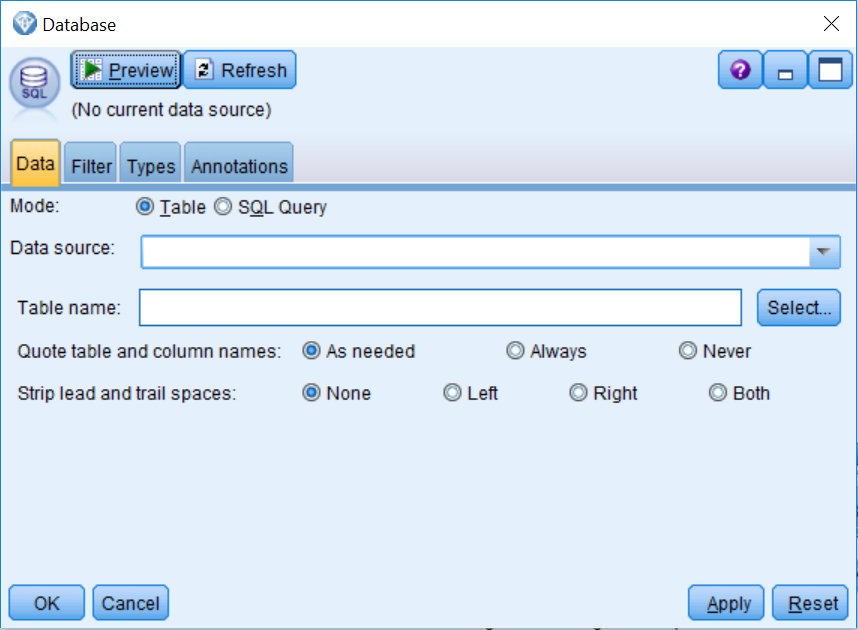 Database
SQL
Preview Refresh ?
(No current data source)
Data Filter Types Annotations
Mode: Table SQL Query
Data source:
Table name: Select...
Quote table and column names: As needed Always Never
Strip lead and trail spaces: None Left Right Both
OK Cancel Apply Reset